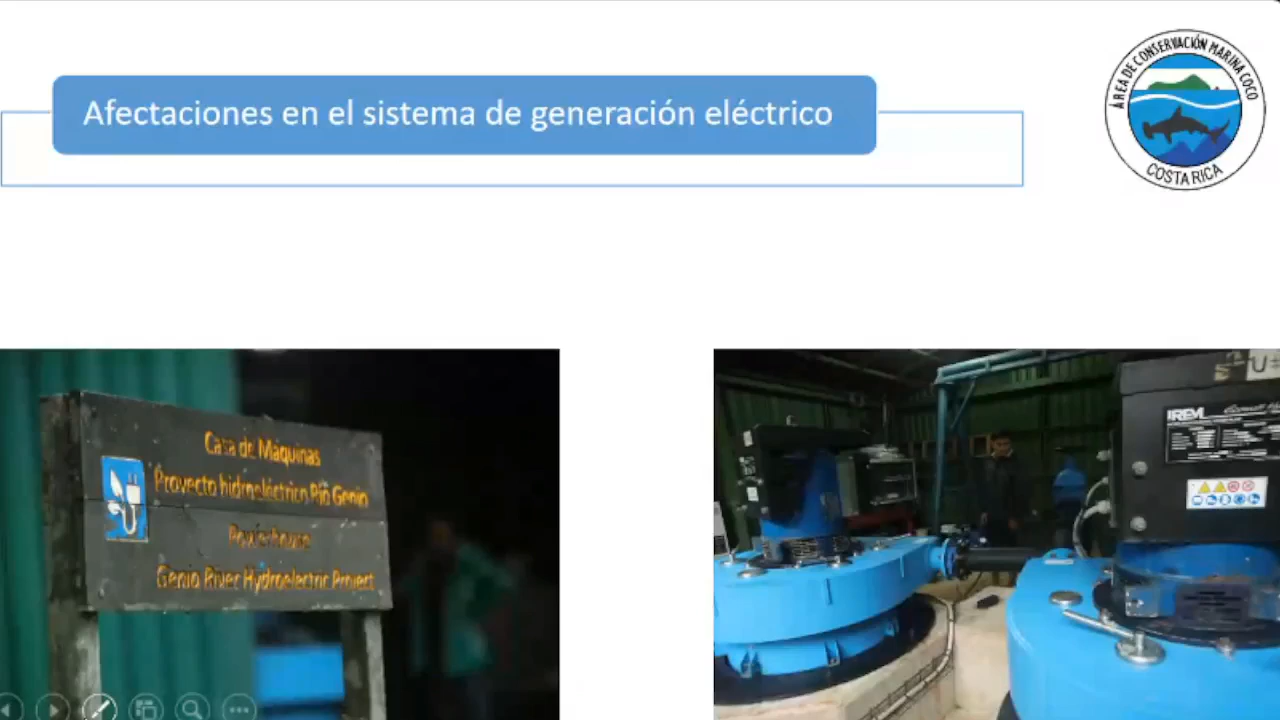 Afectaciones en el sistema de generación eléctrico
ÁREA DE CONSERVACIÓN MARINA COCO
COSTA RICA
Casa de Máquinas
Proyecto hidroeléctrico Río Genio
Powerhouse
Genio River Hydroelectric Project
IREM